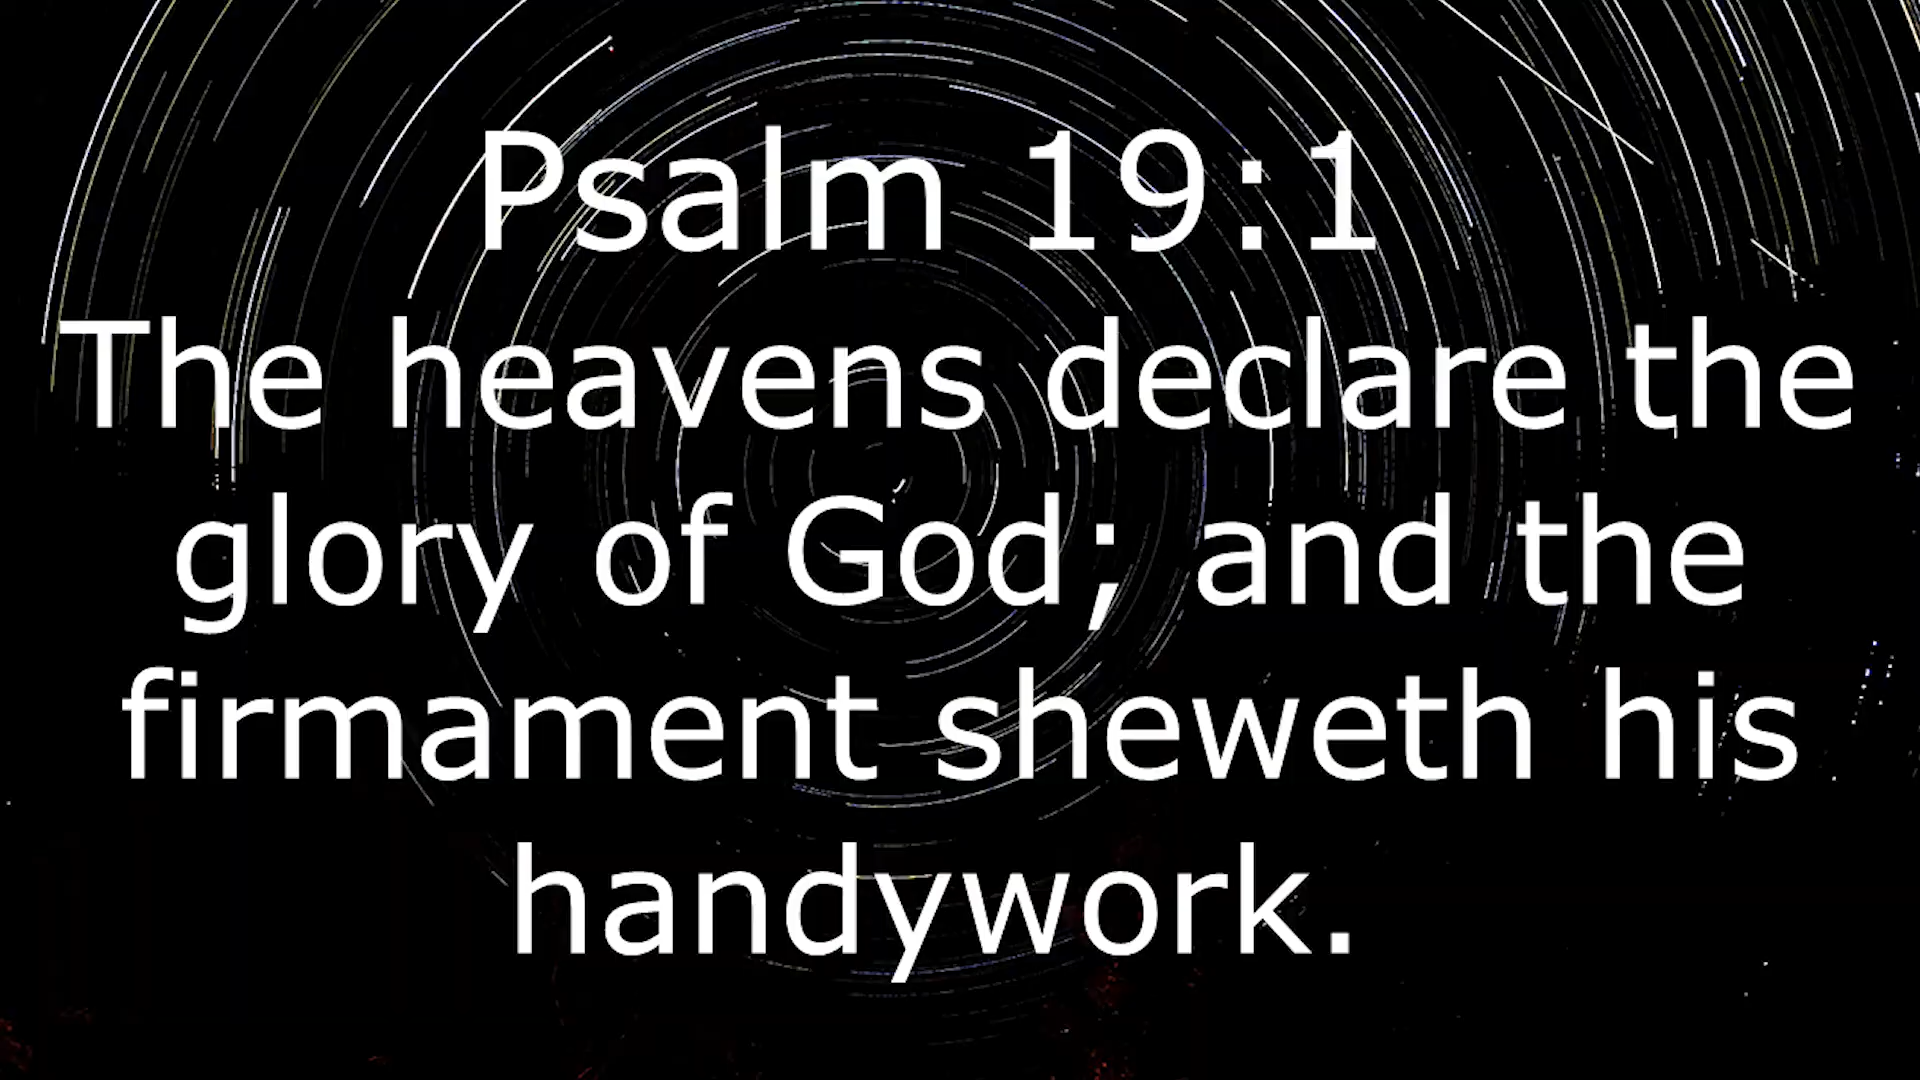 Psalm 19:1
The heavens declare the
glory of God; and the
firmament sheweth his
handywork.